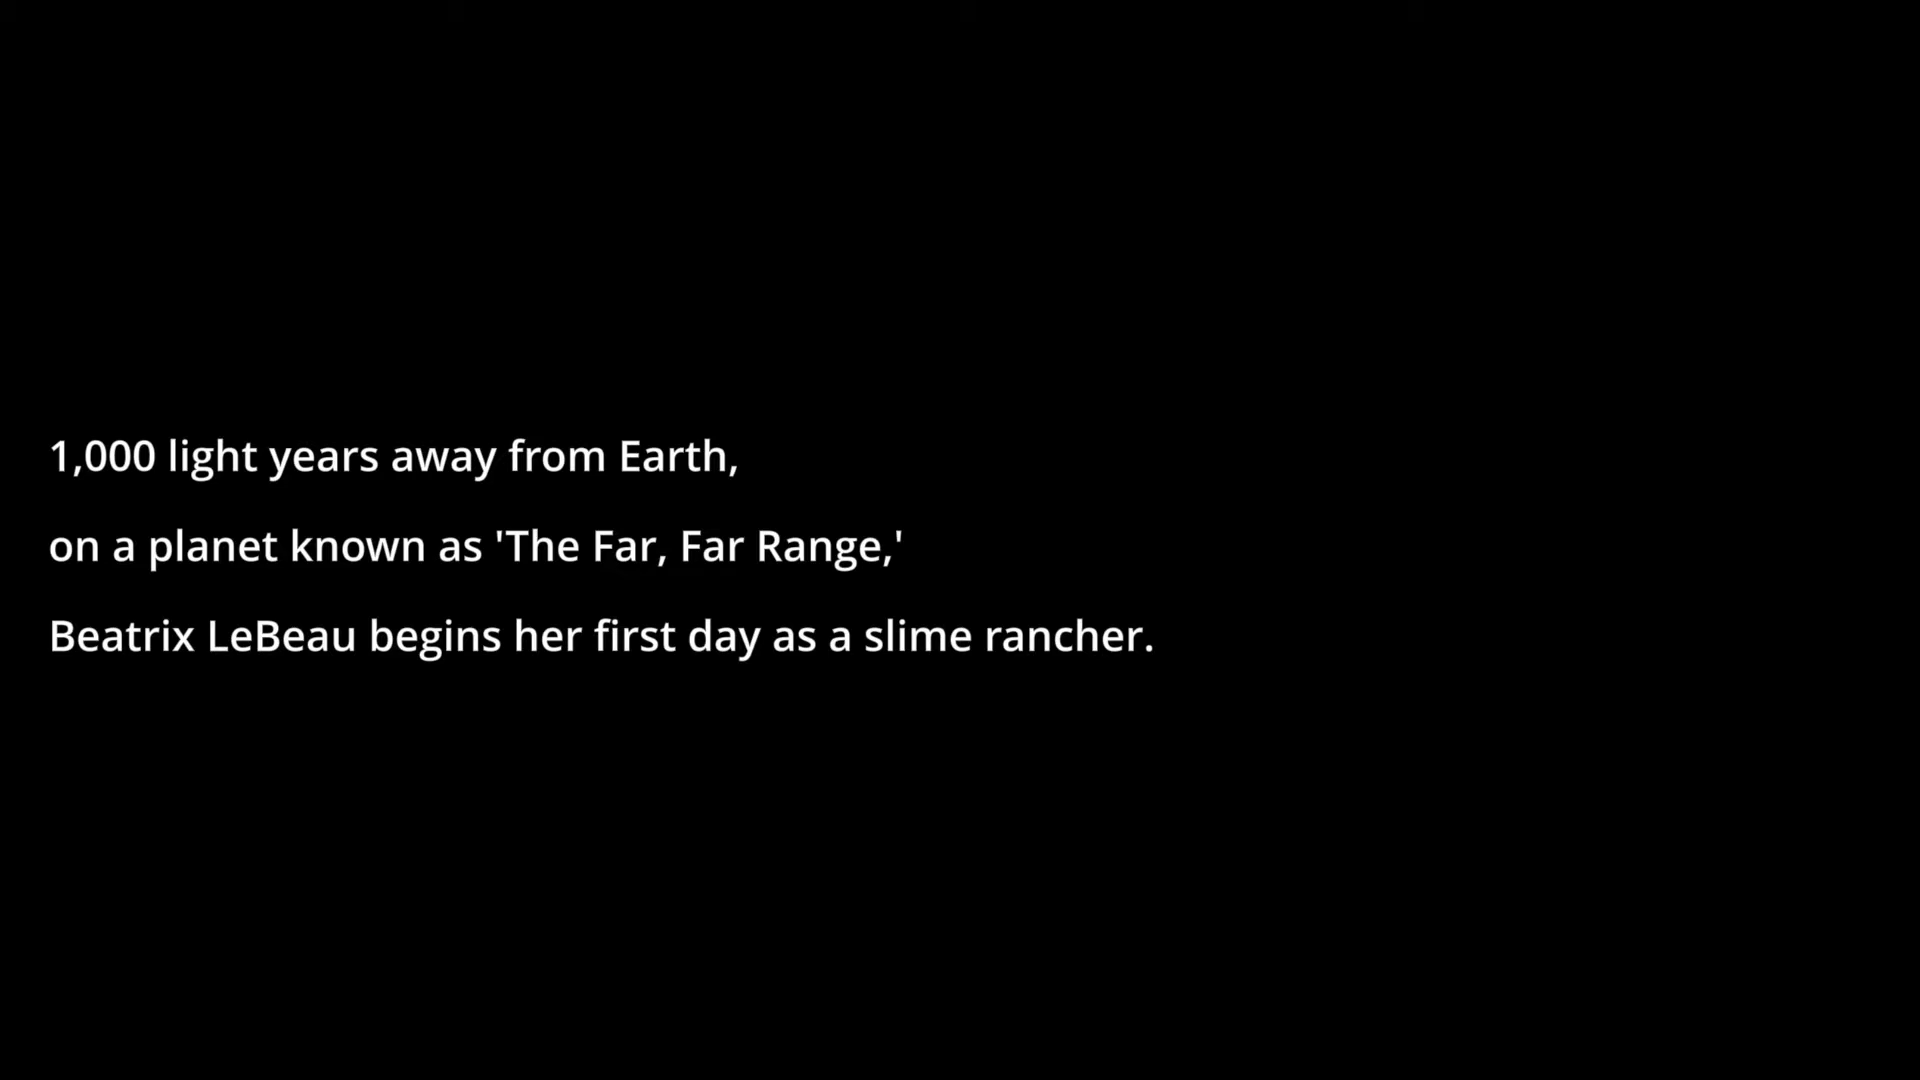 1,000 light years away from Earth,
on a planet known as 'The Far, Far Range,'
Beatrix LeBeau begins her first day as a slime rancher.